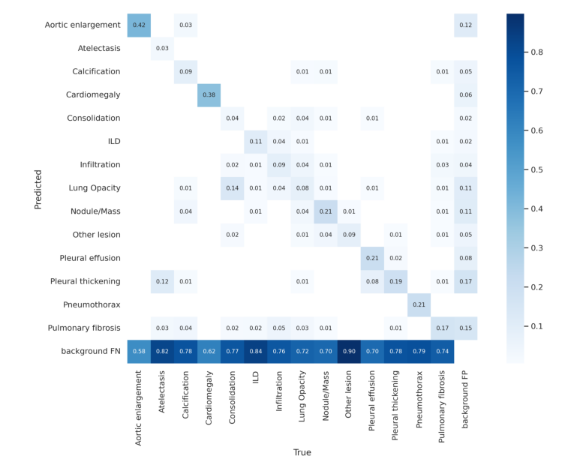 Aortic enlargement 0.42 0.03 0.12
Atelectasis 0.03
Calcification 0.09 0.01 0.01 0.01 0.05
Cardiomegaly 0.38 0.06
Consolidation 0.04 0.02 0.04 0.01 0.01 0.02
ILD 0.11 0.04 0.01 0.01 0.02
Infiltration 0.02 0.01 0.09 0.04 0.01 0.03 0.04
Lung Opacity 0.01 0.14 0.01 0.04 0.08 0.01 0.01 0.01 0.11
Nodule/Mass 0.04 0.01 0.04 0.21 0.01 0.01 0.11
Other lesion 0.02 0.01 0.04 0.09 0.01 0.01 0.05
Pleural effusion 0.21 0.02 0.08
Pleural thickening 0.12 0.01 0.01 0.08 0.19 0.01 0.17
Pneumothorax 0.21
Pulmonary fibrosis 0.03 0.04 0.02 0.02 0.05 0.03 0.01 0.01 0.17 0.15
background FN 0.58 0.82 0.78 0.62 0.77 0.84 0.76 0.72 0.70 0.90 0.70 0.78 0.79 0.74
Predicted
Aortic enlargement
Atelectasis
Calcification
Cardiomegaly
Consolidation
ILD
Infiltration
Lung Opacity
Nodule/Mass
Other lesion
Pleural effusion
Pleural thickening
Pneumothorax
Pulmonary fibrosis
background FP
True
0.8
0.7
0.6
0.5
0.4
0.3
0.2
0.1